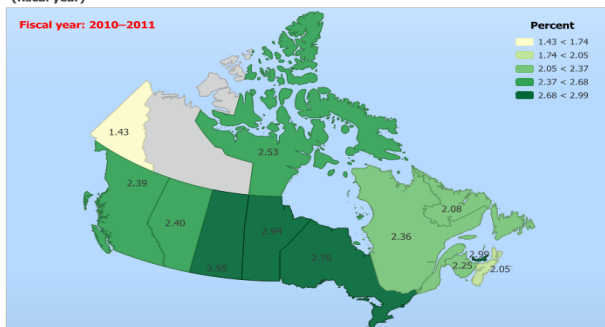 (fiscal year)
Fiscal year: 2010–2011
Percent
1.43 < 1.74
1.74 < 2.05
2.05 < 2.37
2.37 < 2.68
2.68 < 2.99
1.43
2.53
2.39
2.40
2.95
2.94
2.76
2.36
2.08
2.99
2.25
2.05